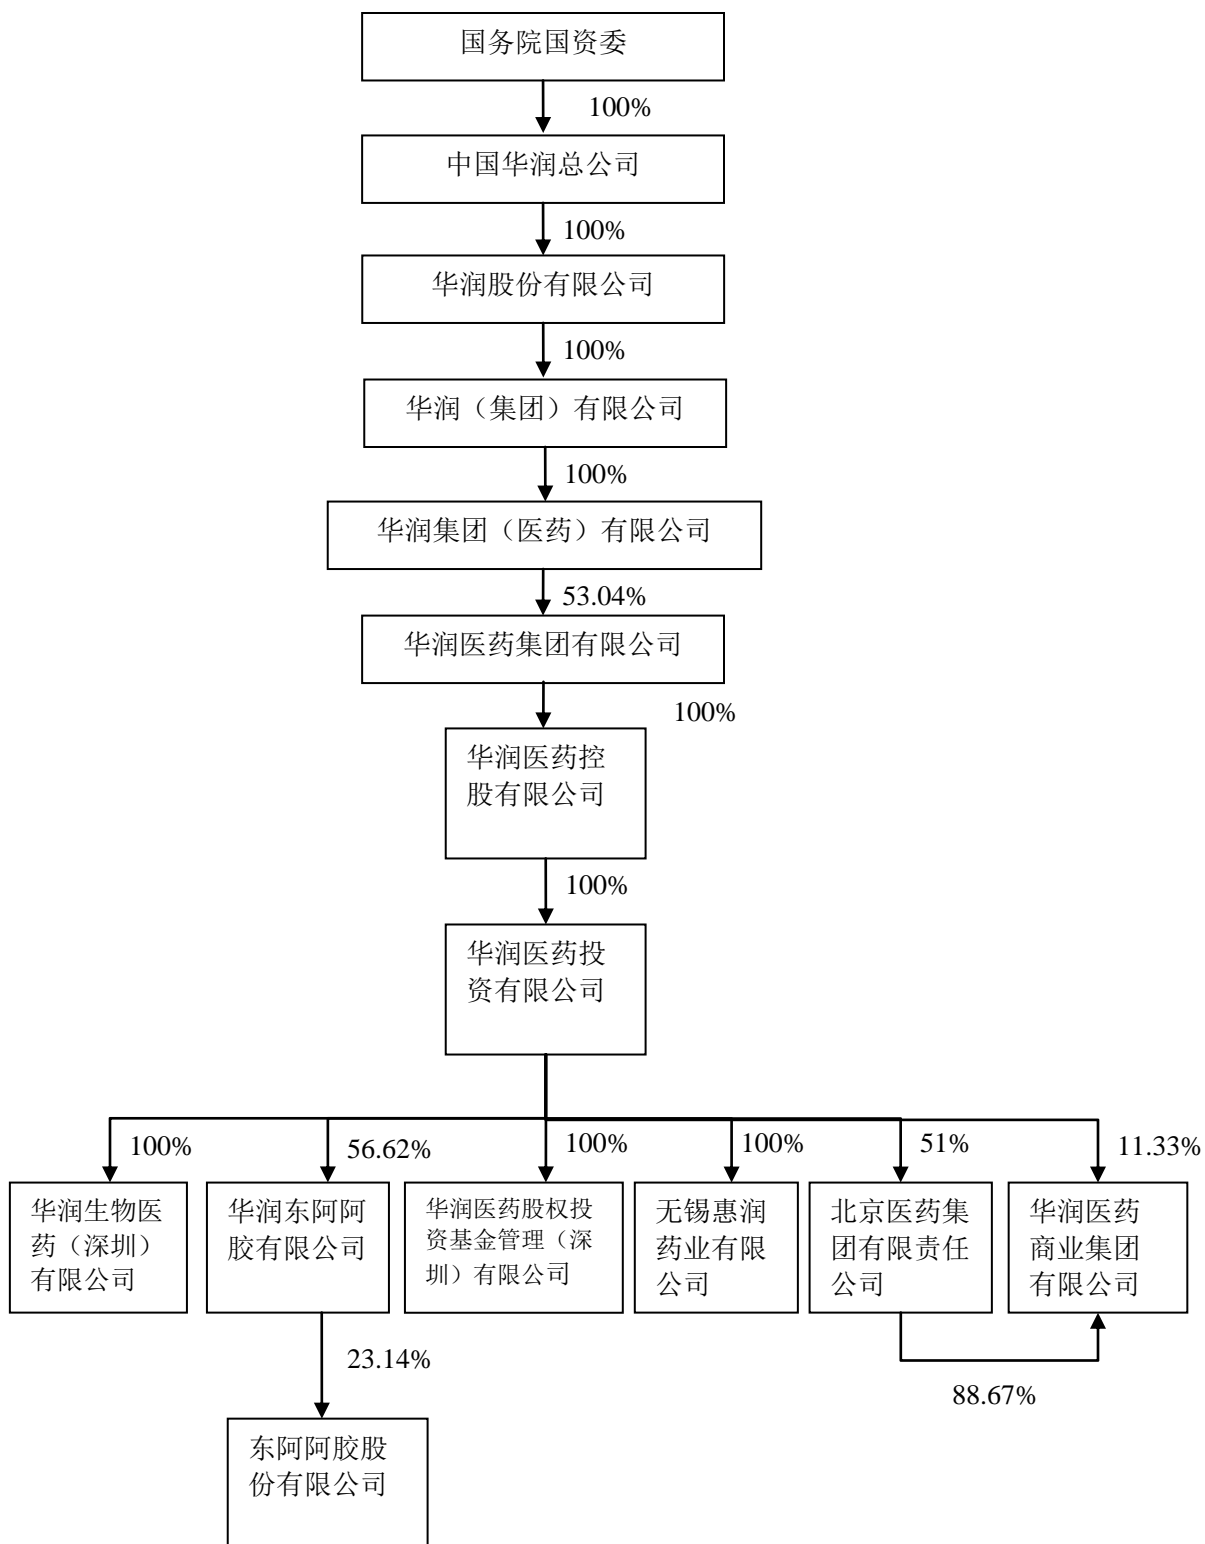 国务院国资委
100%
中国华润总公司
100%
华润股份有限公司
100%
华润（集团）有限公司
100%
华润集团（医药）有限公司
53.04%
华润医药集团有限公司
100%
华润医药控
股有限公司
100%
华润医药投
资有限公司
100%
56.62%
100%
100%
51%
11.33%
华润生物医
药（深圳）
有限公司
华润东阿阿
胶有限公司
华润医药股权投
资基金管理（深
圳）有限公司
无锡惠润
药业有限
公司
北京医药集
团有限责任
公司
华润医药
商业集团
有限公司
23.14%
88.67%
东阿阿胶股
份有限公司